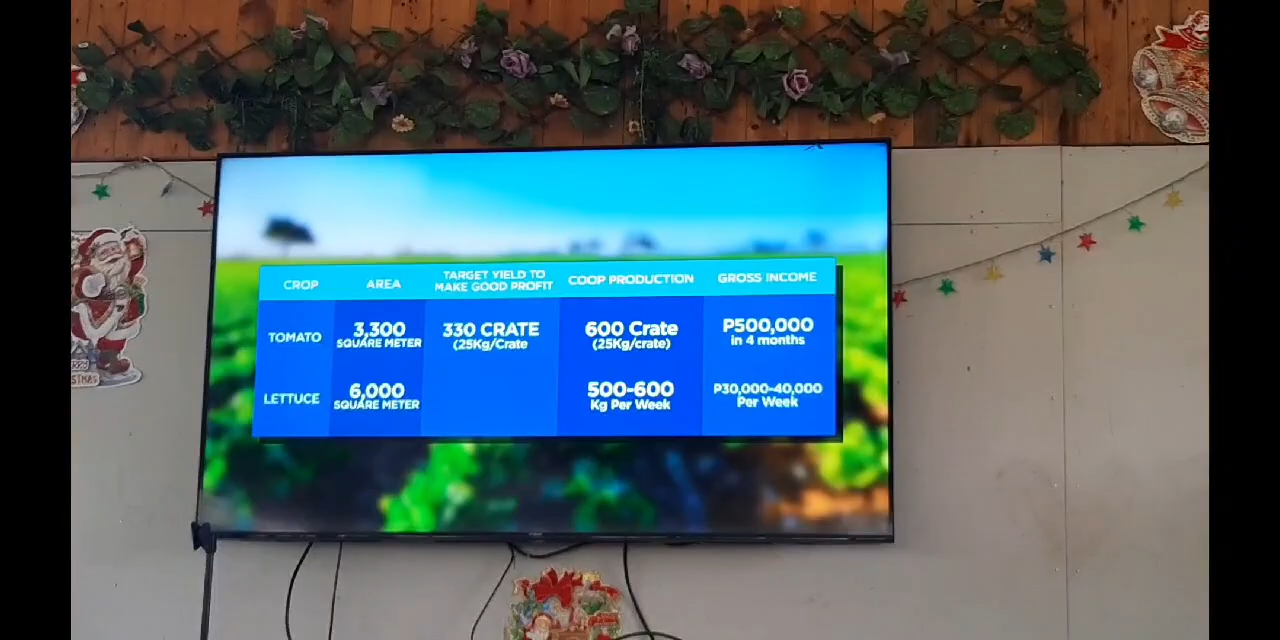 CROP
AREA
TARGET YIELD TO
MAKE GOOD PROFIT
COOP PRODUCTION
GROSS INCOME
TOMATO
3,300
SQUARE METER
330 CRATE
(25Kg/Crate
600 Crate
(25Kg/crate)
P500,000
in 4 months
LETTUCE
6,000
SQUARE METER
500-600
Kg Per Week
P30,000-40,000
Per Week